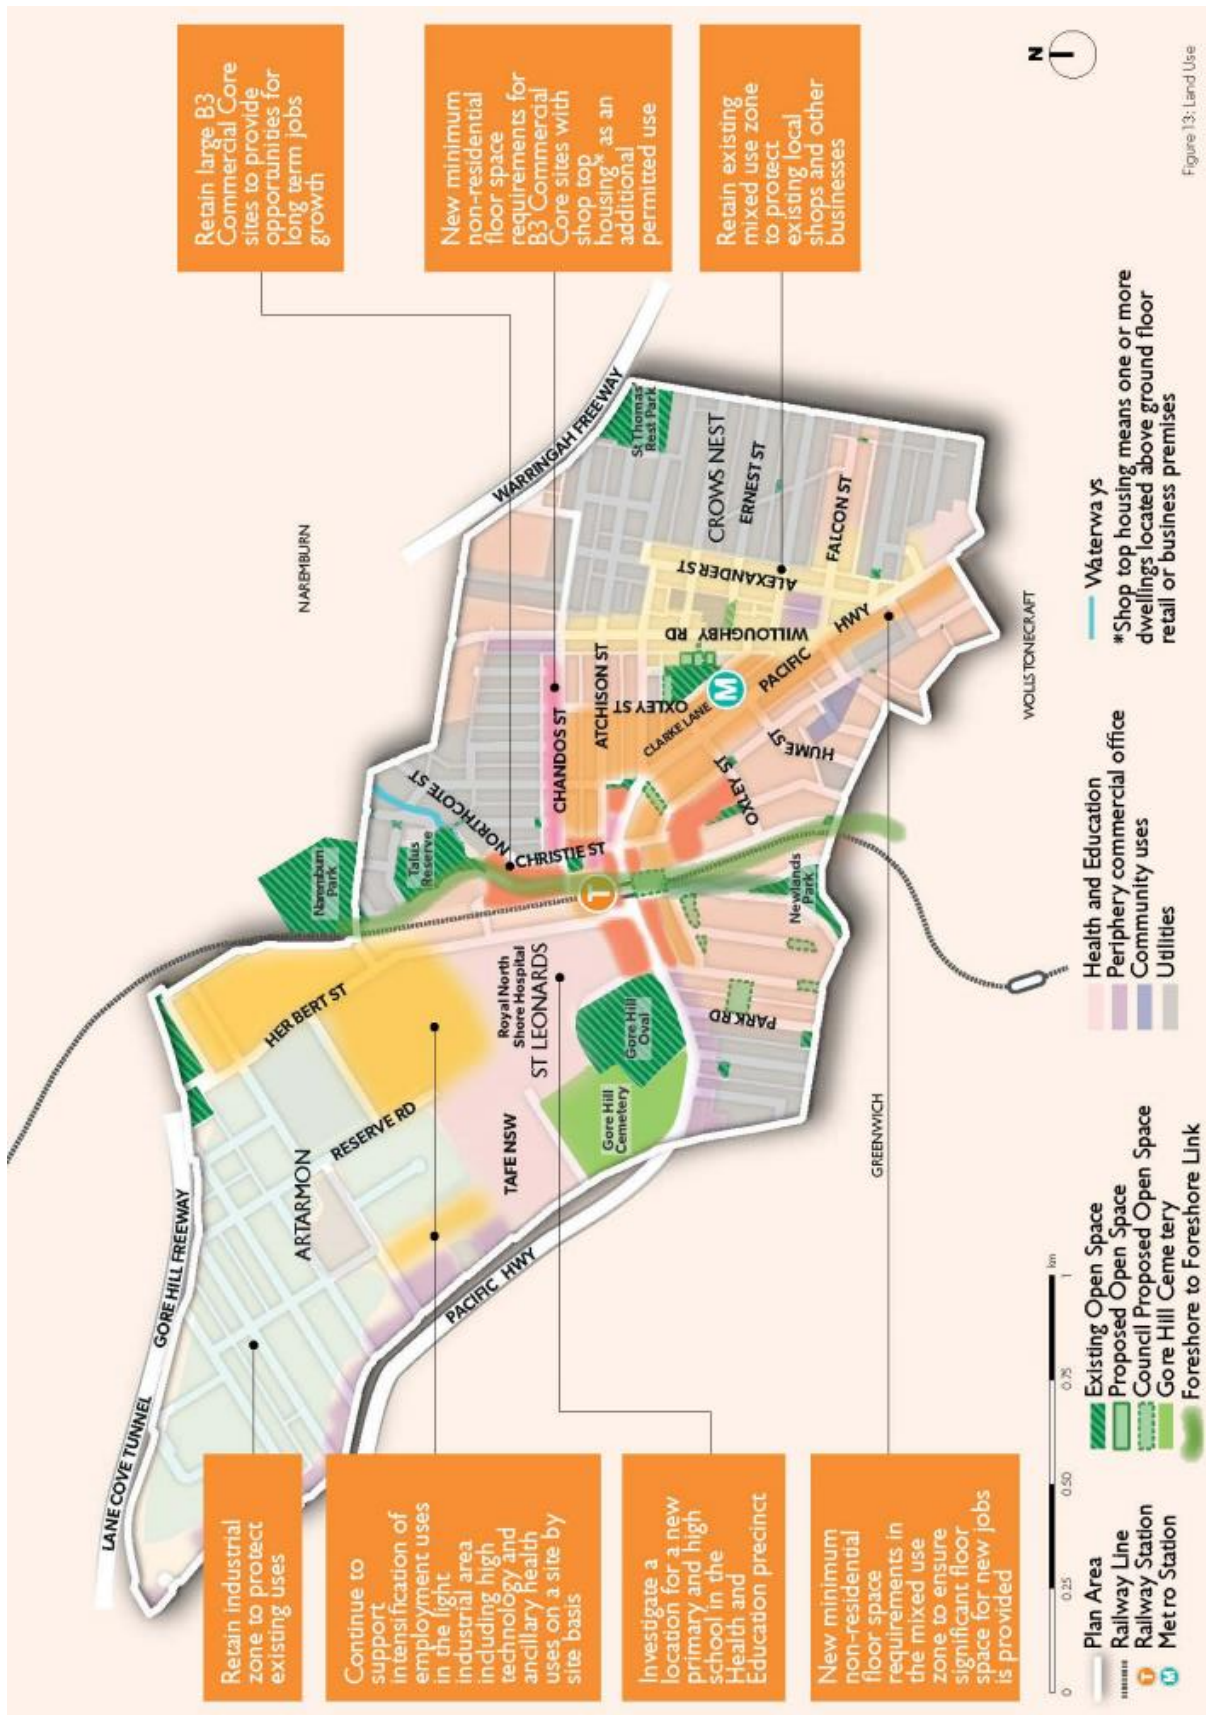 Retain large B3
Commercial Core
sites to provide
opportunities for
long term jobs
growth
New minimum
non-residential
floor space
requirements for
B3 Commercial
Core sites with
shop top
housing* as an
additional
permitted use
Retain existing
mixed use zone
to protect
existing local
shops and other
businesses
N
Retain industrial
zone to protect
existing uses
Continue to
support
intensification of
employment uses
in the light
industrial area
including high
technology and
ancillary health
uses on a site by
site basis
Investigate a
location for a new
primary and high
school in the
Health and
Education precinct
New minimum
non-residential
floor space
requirements in
the mixed use
zone to ensure
significant floor
space for new jobs
is provided
LANE COVE TUNNEL
GORE HILL FREEWAY
ARTARMON
RESERVE RD
HERBERT ST
PACIFIC HWY
TAFE NSW
Royal North
Shore Hospital
ST LEONARDS
Gore Hill
Cemetery
Gore Hill
Oval
PARK RD
GREENWICH
Naremburn
Park
Talus
Reserve
NORTHCOTE ST
CHRISTIE ST
T
Newlands
Park
NAREMBURN
WARRINGAH FREEWAY
CHANDOS ST
ATCHISON ST
OXLEY ST
CLARKE LANE
M
PACIFIC
HWY
OXLEY ST
HUME ST
WILLOUGHBY RD
ALEXANDER ST
St Thomas
Rest Park
CROWS NEST
ERNEST ST
FALCON ST
WOLLSTONECRAFT
0
0.25
0.50
0.75
1
km
Plan Area
Railway Line
T Railway Station
M Metro Station
Existing Open Space
Proposed Open Space
Council Proposed Open Space
Gore Hill Cemetery
Foreshore to Foreshore Link
Health and Education
Periphery commercial office
Community uses
Utilities
Waterways
*Shop top housing means one or more
dwellings located above ground floor
retail or business premises
Figure 13: Land Use